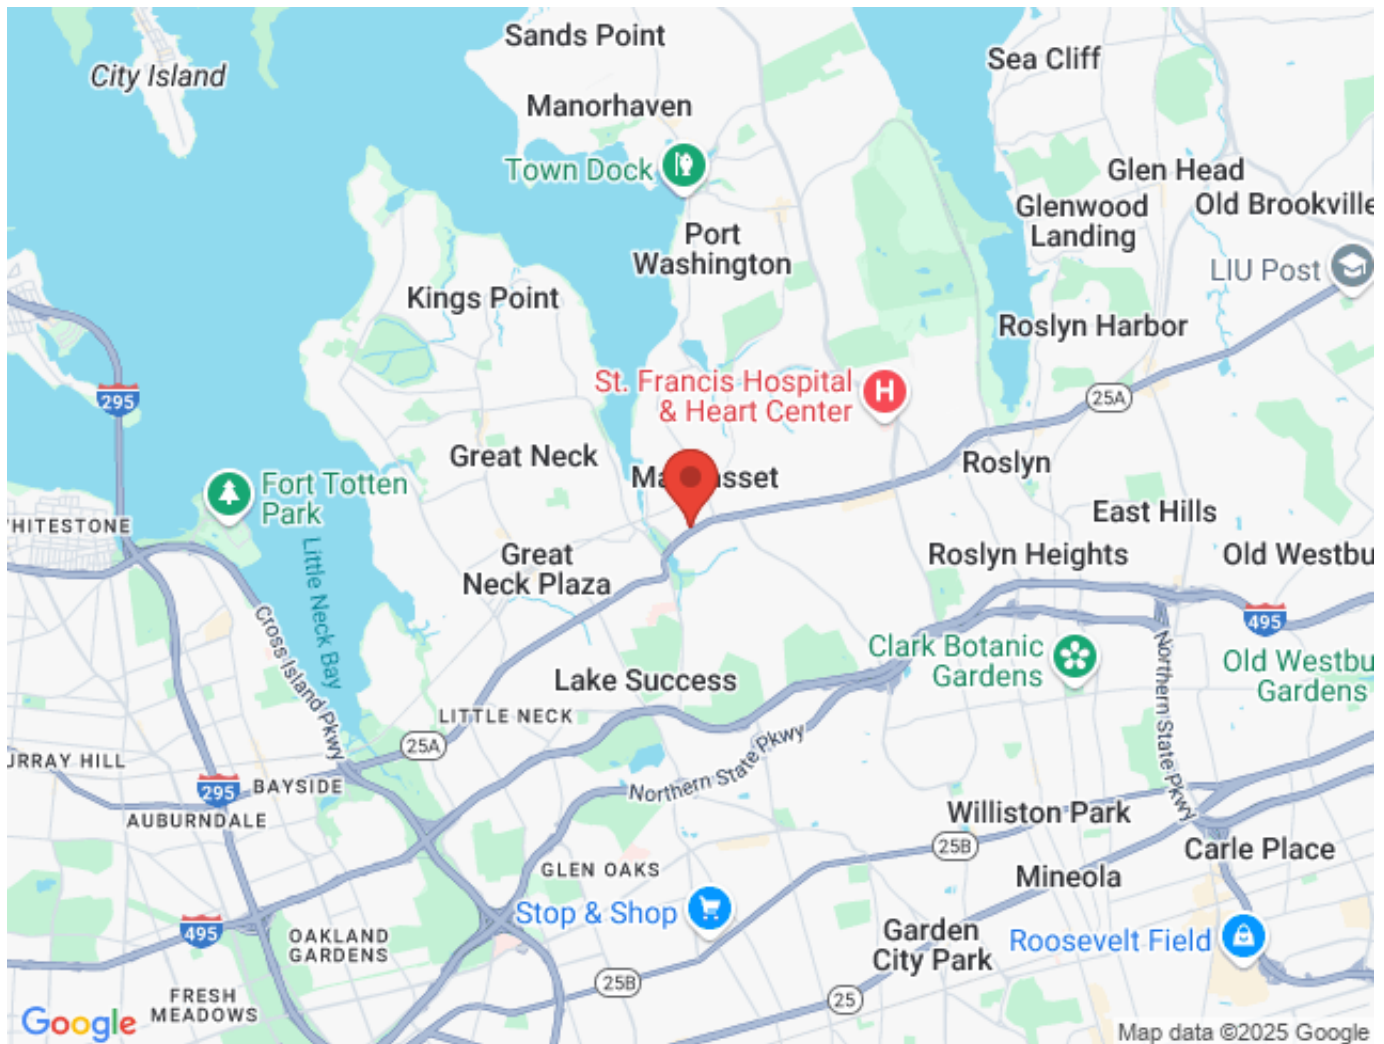 Sands Point
Sea Cliff
City Island
Manorhaven
Town Dock
Glen Head
Old Brookville
Glenwood
Landing
Port
Washington
LIU Post
Kings Point
Roslyn Harbor
St. Francis Hospital
& Heart Center
295
25A
Great Neck
Roslyn
Fort Totten
Park
East Hills
Little Neck Bay
Great
Neck Plaza
Roslyn Heights
Cross Island Pkwy
495
Clark Botanic
Gardens
Northern State Pkwy
Gardens
Lake Success
LITTLE NECK
25A
Northern State Pkwy
295
BAYSIDE
AUBURNDALE
Williston Park
25B
Carle Place
GLEN OAKS
Mineola
Stop & Shop
495
OAKLAND
GARDENS
Garden
City Park
Roosevelt Field
25B
25
FRESH
MEADOWS
Google
Map data ©2025 Google